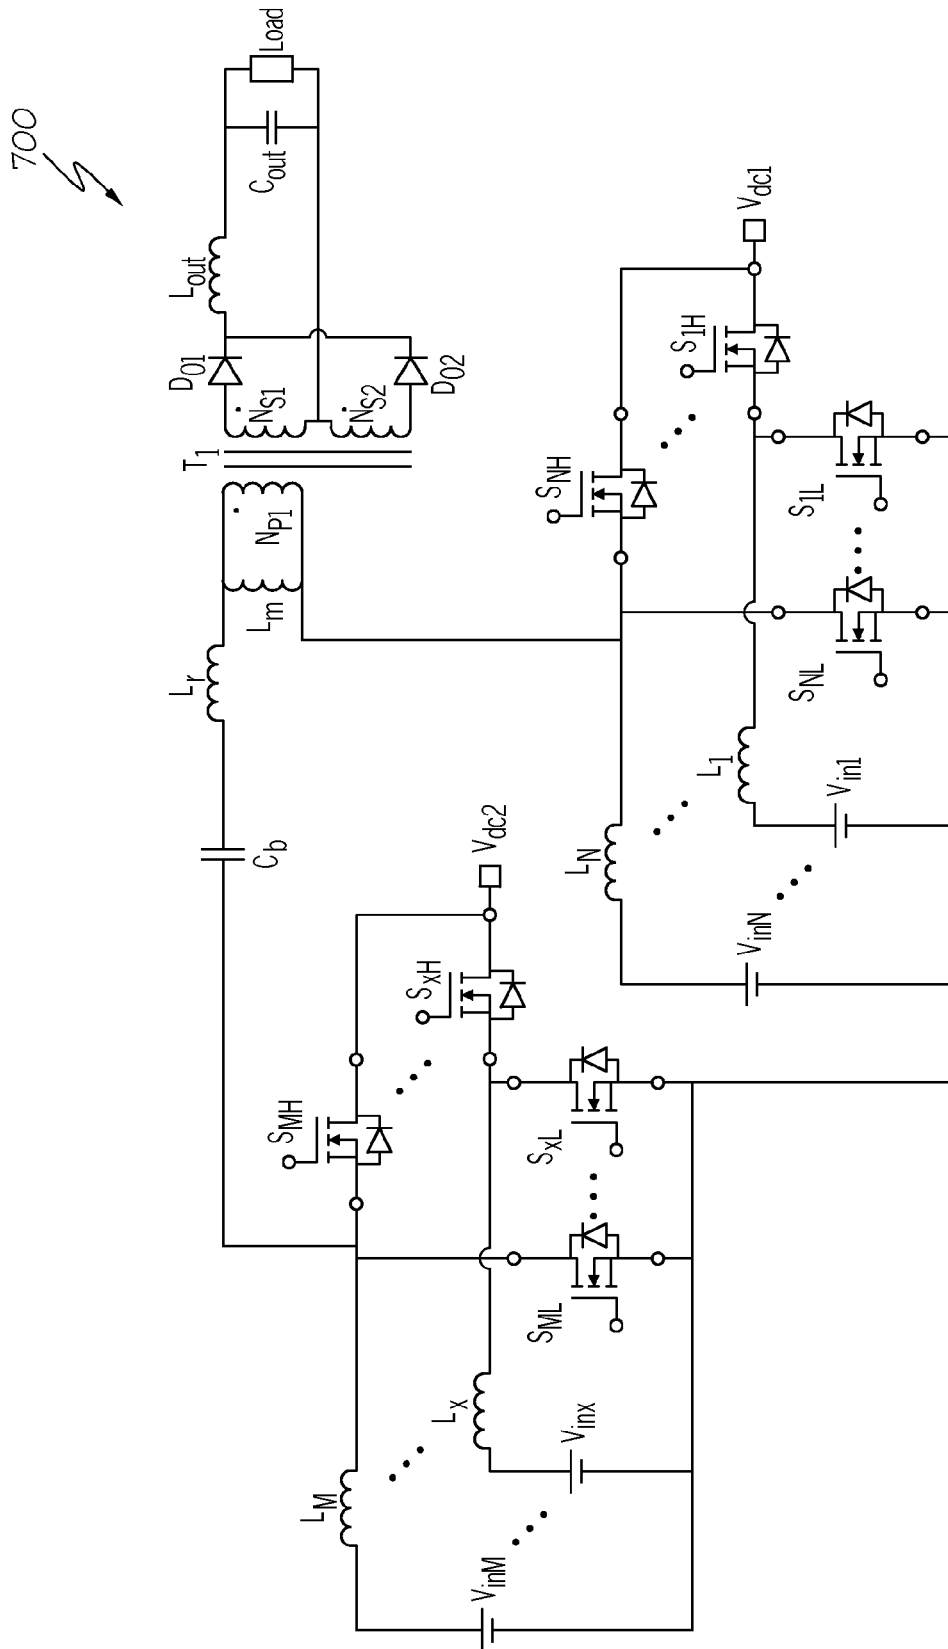 700
Load
C_out
L_out
D_O1
D_O2
N_S1
N_S2
T_1
N_P1
L_m
L_r
C_b
V_dc1
S_1H
S_NH
S_1L
S_NL
L_1
L_N
V_in1
V_inN
V_dc2
S_xH
S_MH
S_xL
S_ML
L_x
L_M
V_inx
V_inM